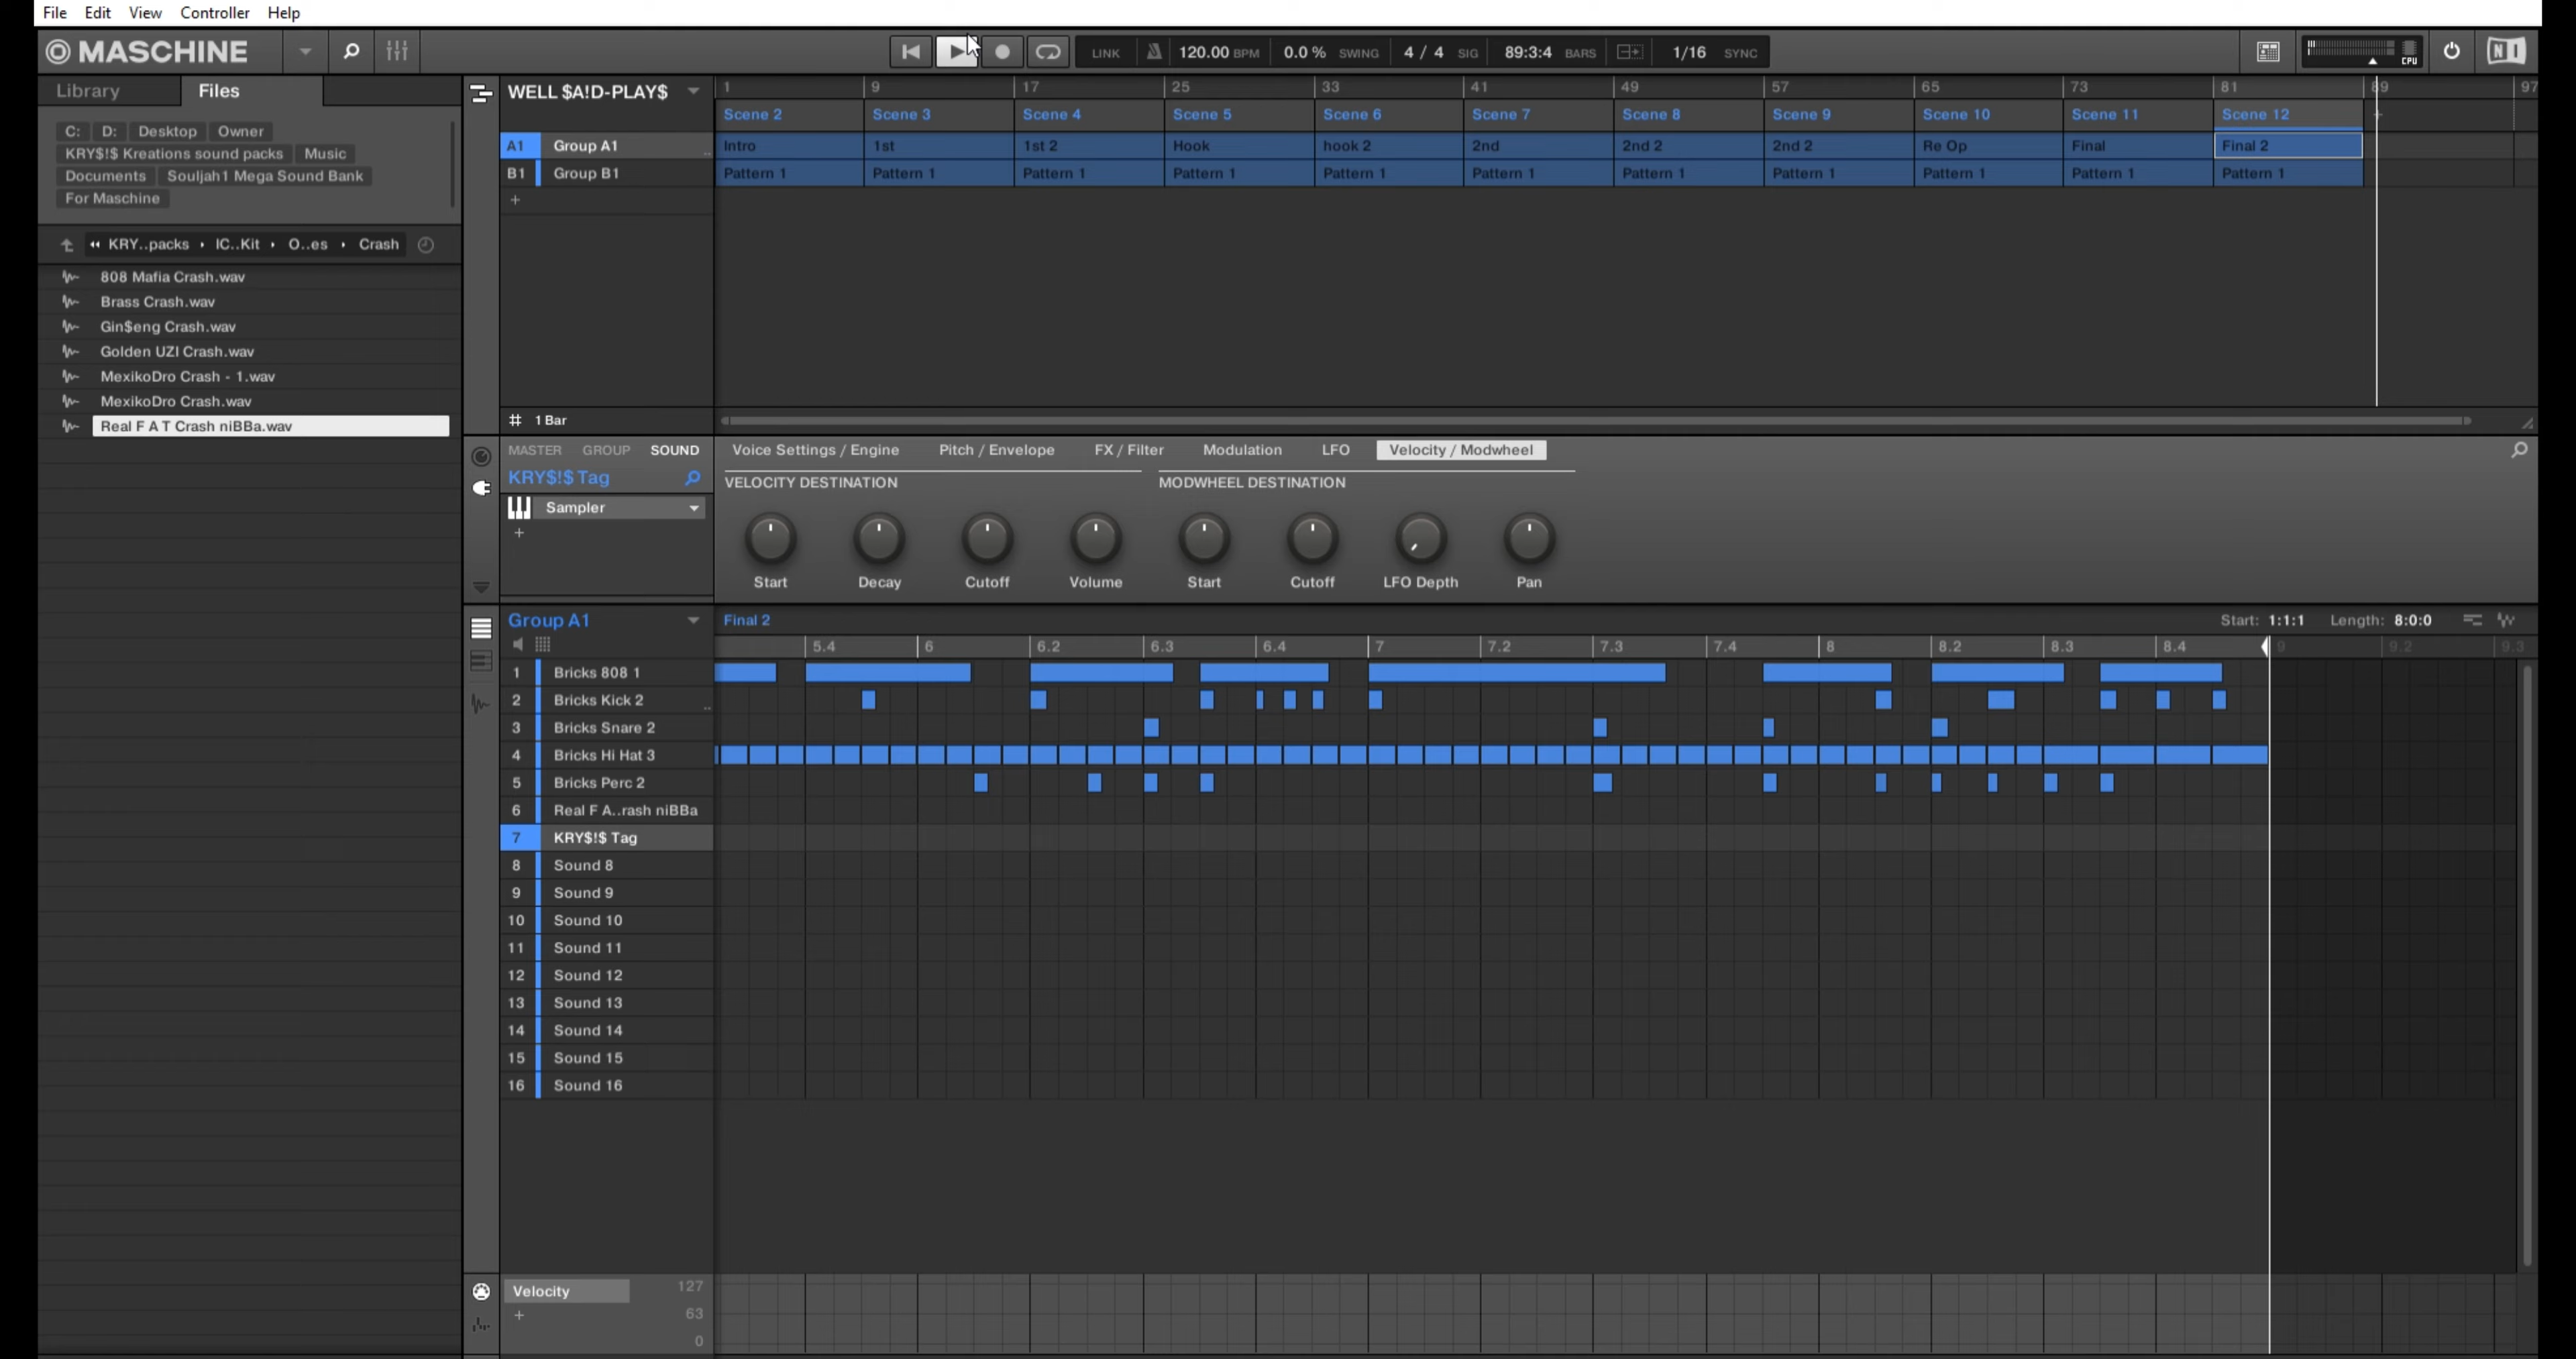 File Edit View Controller Help
MASCHINE
LINK 120.00 BPM 0.0 % SWING 4 / 4 SIG 89:3:4 BARS 1/16 SYNC
CPU
Library Files
C: D: Desktop Owner
KRY$!$ Kreations sound packs Music
Documents Souljah1 Mega Sound Bank
For Maschine
KRY..packs IC..Kit O..es Crash
808 Mafia Crash.wav
Brass Crash.wav
Gin$eng Crash.wav
Golden UZI Crash.wav
MexikoDro Crash - 1.wav
MexikoDro Crash.wav
Real F A T Crash niBBa.wav
WELL $A!D-PLAY$
1 9 17 25 33 41 49 57 65 73 81 89 97
Scene 2 Scene 3 Scene 4 Scene 5 Scene 6 Scene 7 Scene 8 Scene 9 Scene 10 Scene 11 Scene 12 +
A1 Group A1 Intro 1st 1st 2 Hook hook 2 2nd 2nd 2 2nd 2 Re Op Final Final 2
B1 Group B1 Pattern 1 Pattern 1 Pattern 1 Pattern 1 Pattern 1 Pattern 1 Pattern 1 Pattern 1 Pattern 1 Pattern 1 Pattern 1
+
1 Bar
MASTER GROUP SOUND
KRY$!$ Tag
Sampler
+
Voice Settings / Engine Pitch / Envelope FX / Filter Modulation LFO Velocity / Modwheel
VELOCITY DESTINATION MODWHEEL DESTINATION
Start Decay Cutoff Volume Start Cutoff LFO Depth Pan
Group A1 Final 2 Start: 1:1:1 Length: 8:0:0
5.4 6 6.2 6.3 6.4 7 7.2 7.3 7.4 8 8.2 8.3 8.4 9 9.2 9.3
1 Bricks 808 1
2 Bricks Kick 2
3 Bricks Snare 2
4 Bricks Hi Hat 3
5 Bricks Perc 2
6 Real F A..rash niBBa
7 KRY$!$ Tag
8 Sound 8
9 Sound 9
10 Sound 10
11 Sound 11
12 Sound 12
13 Sound 13
14 Sound 14
15 Sound 15
16 Sound 16
Velocity 127
+ 63
0